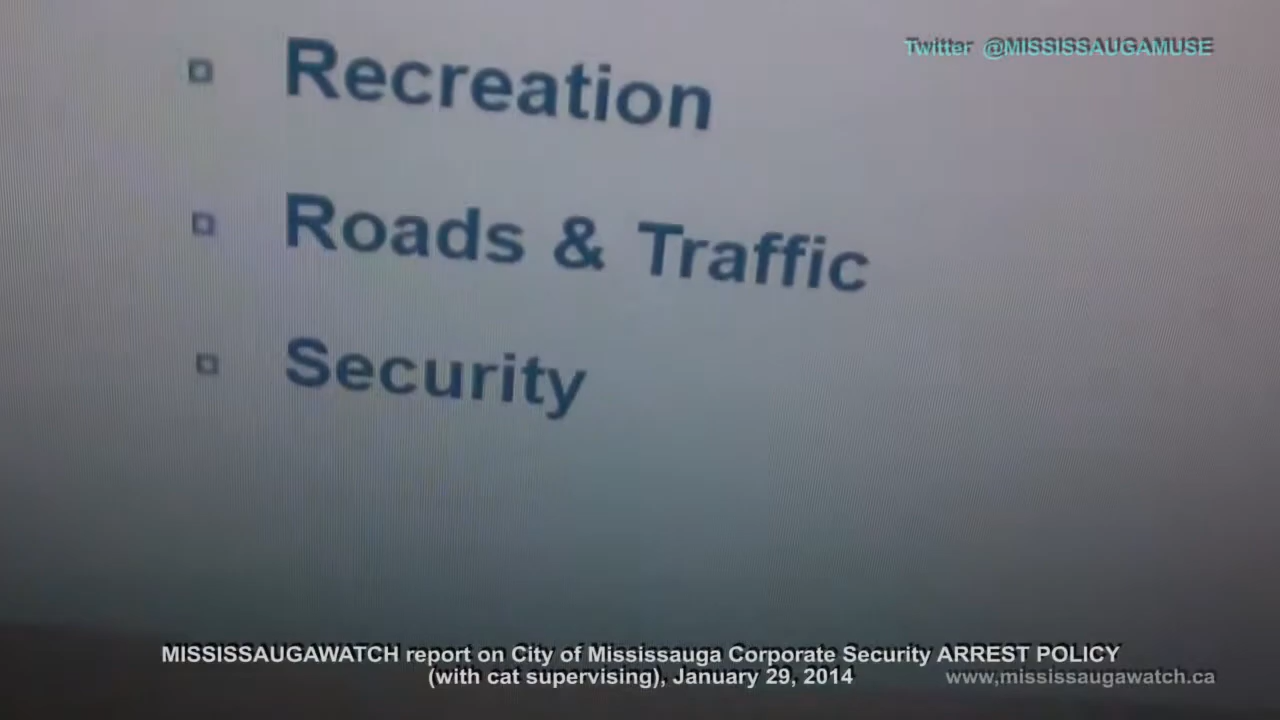 Twitter @MISSISSAUGAMUSE
Recreation
Roads & Traffic
Security
MISSISSAUGAWATCH report on City of Mississauga Corporate Security ARREST POLICY
(with cat supervising), January 29, 2014
www,mississaugawatch.ca